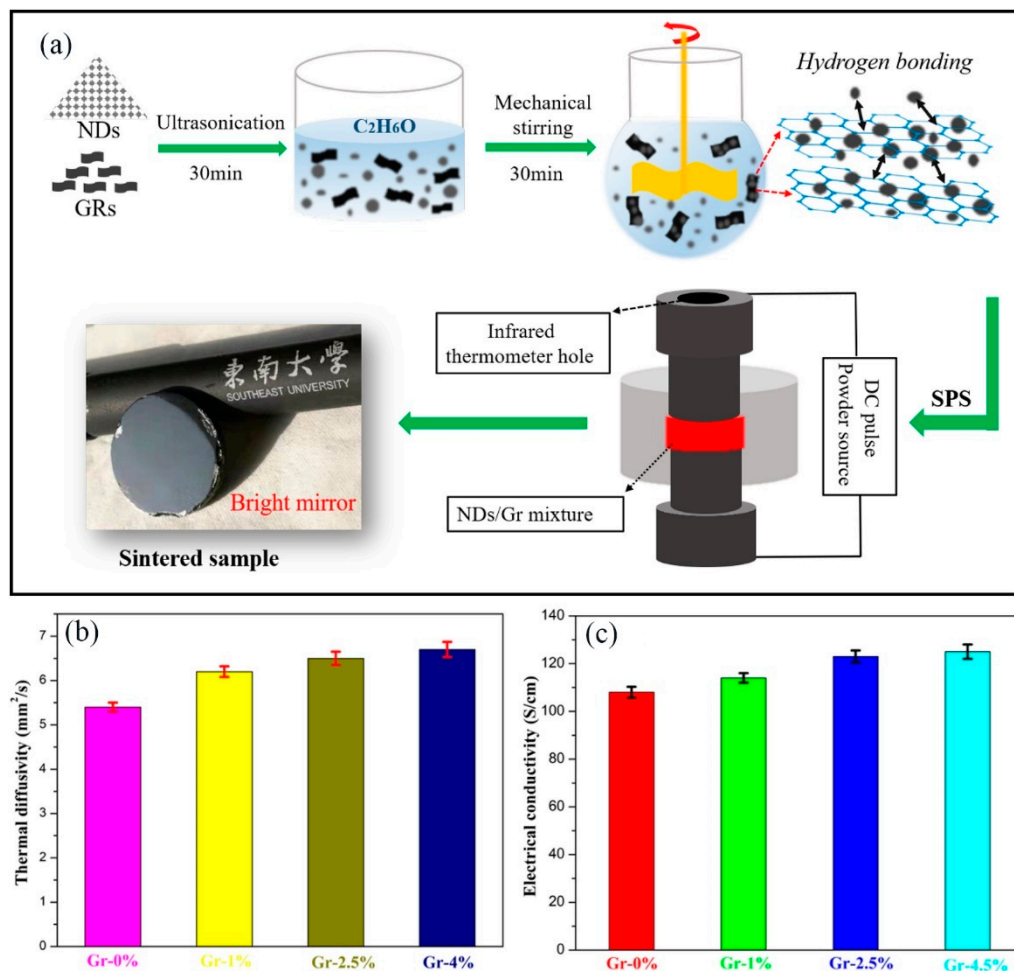 (a)
NDs
GRs
Ultrasonication
30min
C2H6O
Mechanical
stirring
30min
Hydrogen bonding
Infrared
thermometer hole
DC pulse
Powder source
SPS
NDs/Gr mixture
東南大學
SOUTHEAST UNIVERSITY
Bright mirror
Sintered sample
(b)
Thermal diffusivity (mm²/s)
7
6
5
4
3
2
1
0
Gr-0%
Gr-1%
Gr-2.5%
Gr-4%
(c)
Electrical conductivity (S/cm)
140
120
100
80
60
40
20
0
Gr-0%
Gr-1%
Gr-2.5%
Gr-4.5%